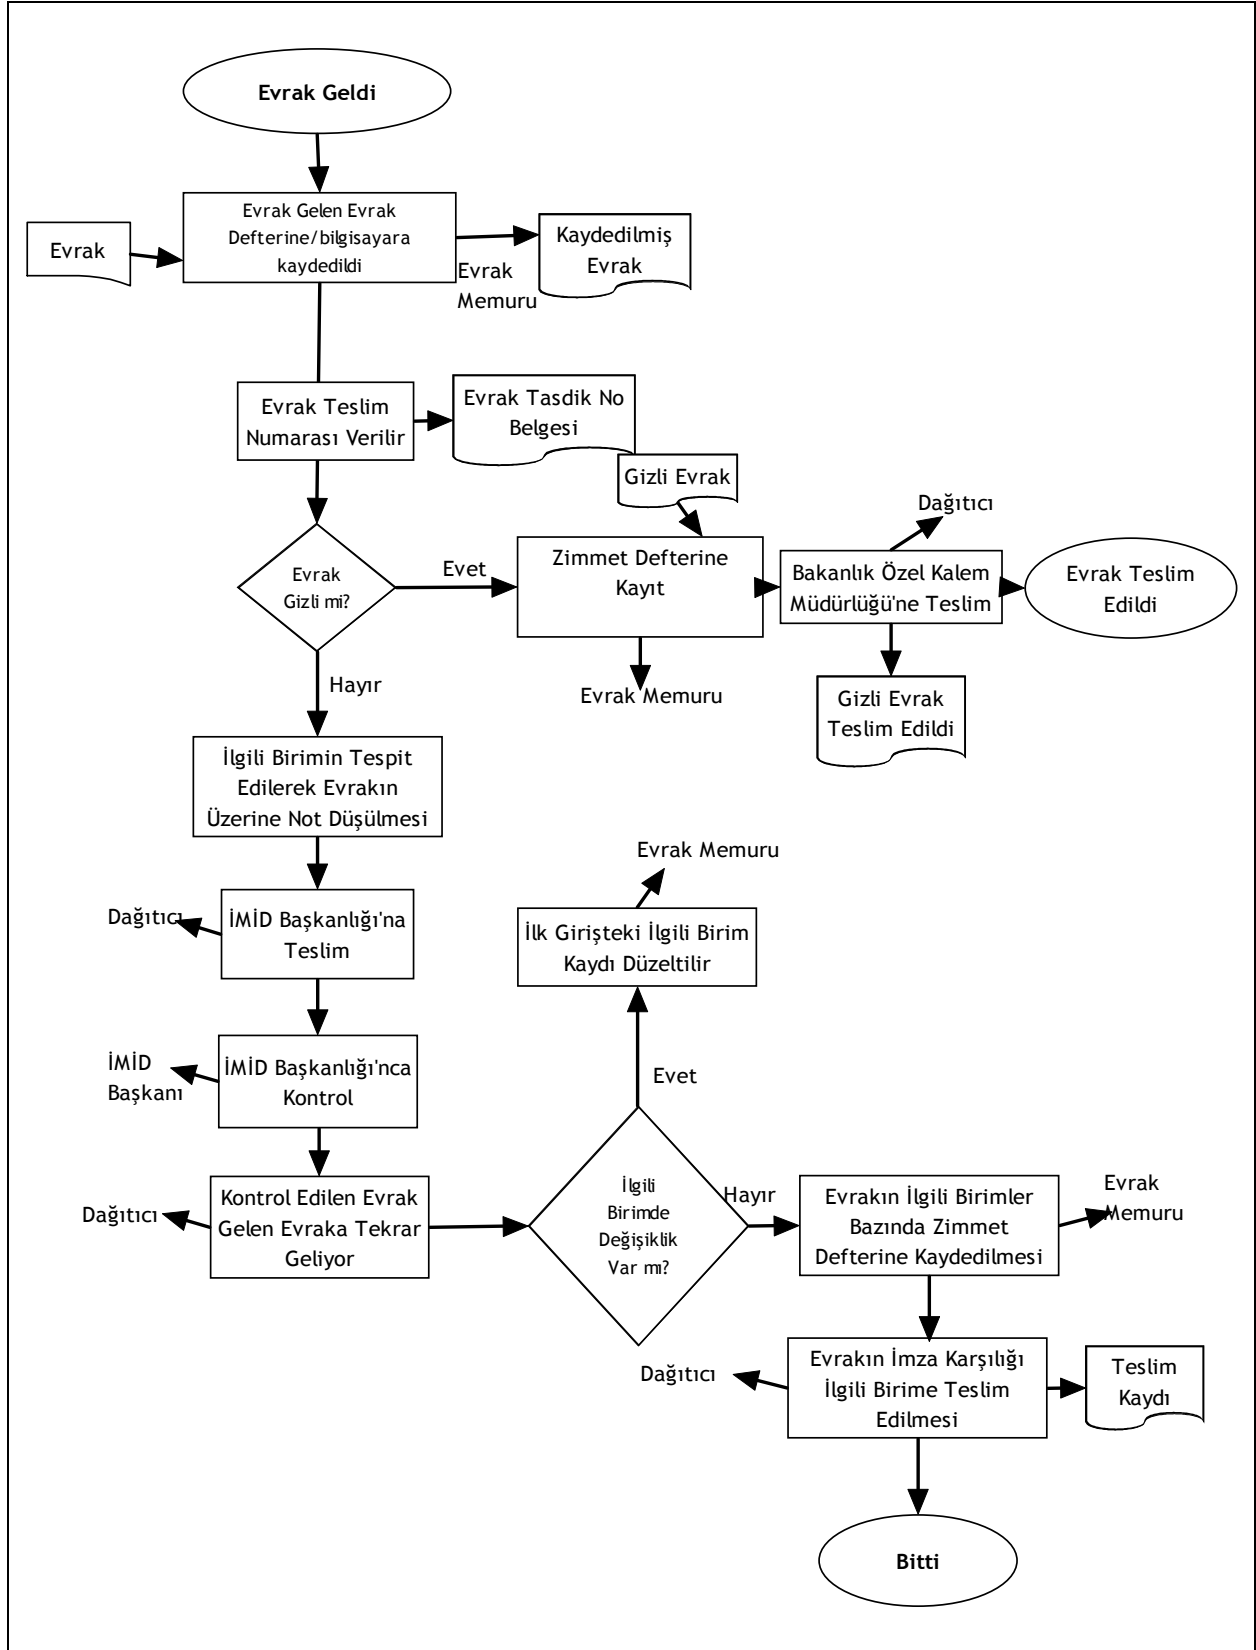 Evrak Geldi
Evrak Gelen Evrak
Defterine/bilgisayara
kaydedildi
Evrak
Kaydedilmiş
Evrak
Evrak
Memuru
Evrak Teslim
Numarası Verilir
Evrak Tasdik No
Belgesi
Gizli Evrak
Dağıtıcı
Evrak
Gizli mi?
Evet
Zimmet Defterine
Kayıt
Bakanlık Özel Kalem
Müdürlüğü'ne Teslim
Evrak Teslim
Edildi
Hayır
Evrak Memuru
Gizli Evrak
Teslim Edildi
İlgili Birimin Tespit
Edilerek Evrakın
Üzerine Not Düşülmesi
Evrak Memuru
Dağıtıcı
İMİD Başkanlığı'na
Teslim
İlk Girişteki İlgili Birim
Kaydı Düzeltilir
İMİD
Başkanı
İMİD Başkanlığı'nca
Kontrol
Evet
Dağıtıcı
Kontrol Edilen Evrak
Gelen Evraka Tekrar
Geliyor
İlgili
Birimde
Değişiklik
Var mı?
Hayır
Evrakın İlgili Birimler
Bazında Zimmet
Defterine Kaydedilmesi
Evrak
Memuru
Dağıtıcı
Evrakın İmza Karşılığı
İlgili Birime Teslim
Edilmesi
Teslim
Kaydı
Bitti